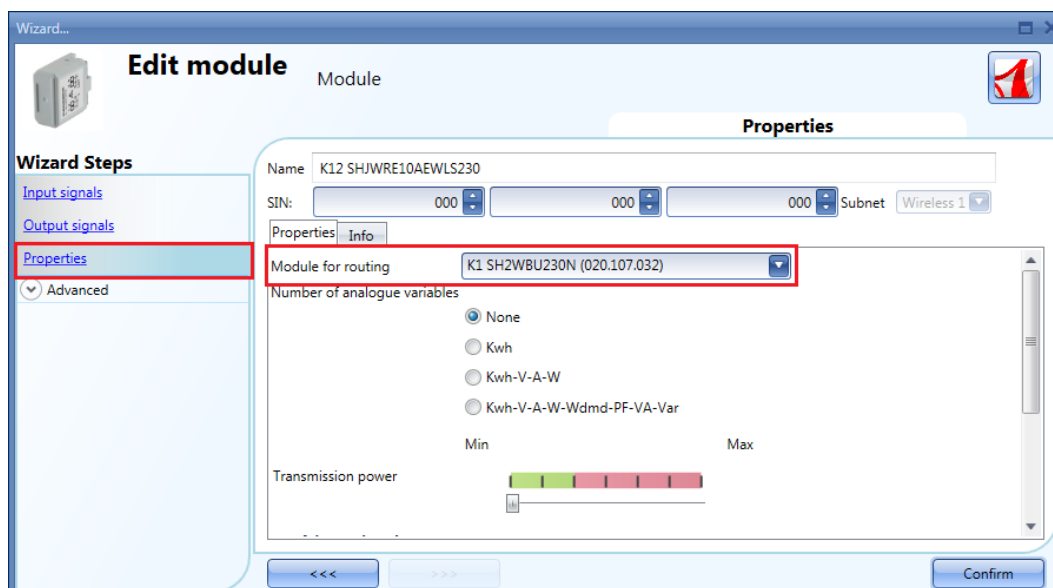 Wizard...
Edit module
Module
Properties
Wizard Steps
Input signals
Output signals
Properties
Advanced
Name K12 SHJWRE10AEWLS230
SIN: 000 000 000 Subnet Wireless 1
Properties Info
Module for routing K1 SH2WBU230N (020.107.032)
Number of analogue variables
None
Kwh
Kwh-V-A-W
Kwh-V-A-W-Wdmd-PF-VA-Var
Min Max
Transmission power
<<< >>> Confirm